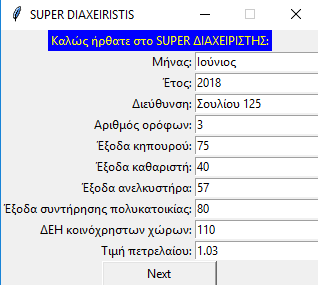 SUPER DIAXEIRISTIS
Καλώς ήρθατε στο SUPER ΔΙΑΧΕΙΡΙΣΤΗΣ:
Μήνας: Ιούνιος
Έτος: 2018
Διεύθυνση: Σουλίου 125
Αριθμός ορόφων: 3
Έξοδα κηπουρού: 75
Έξοδα καθαριστή: 40
Έξοδα ανελκυστήρα: 57
Έξοδα συντήρησης πολυκατοικίας: 80
ΔΕΗ κοινόχρηστων χώρων: 110
Τιμή πετρελαίου: 1.03
Next